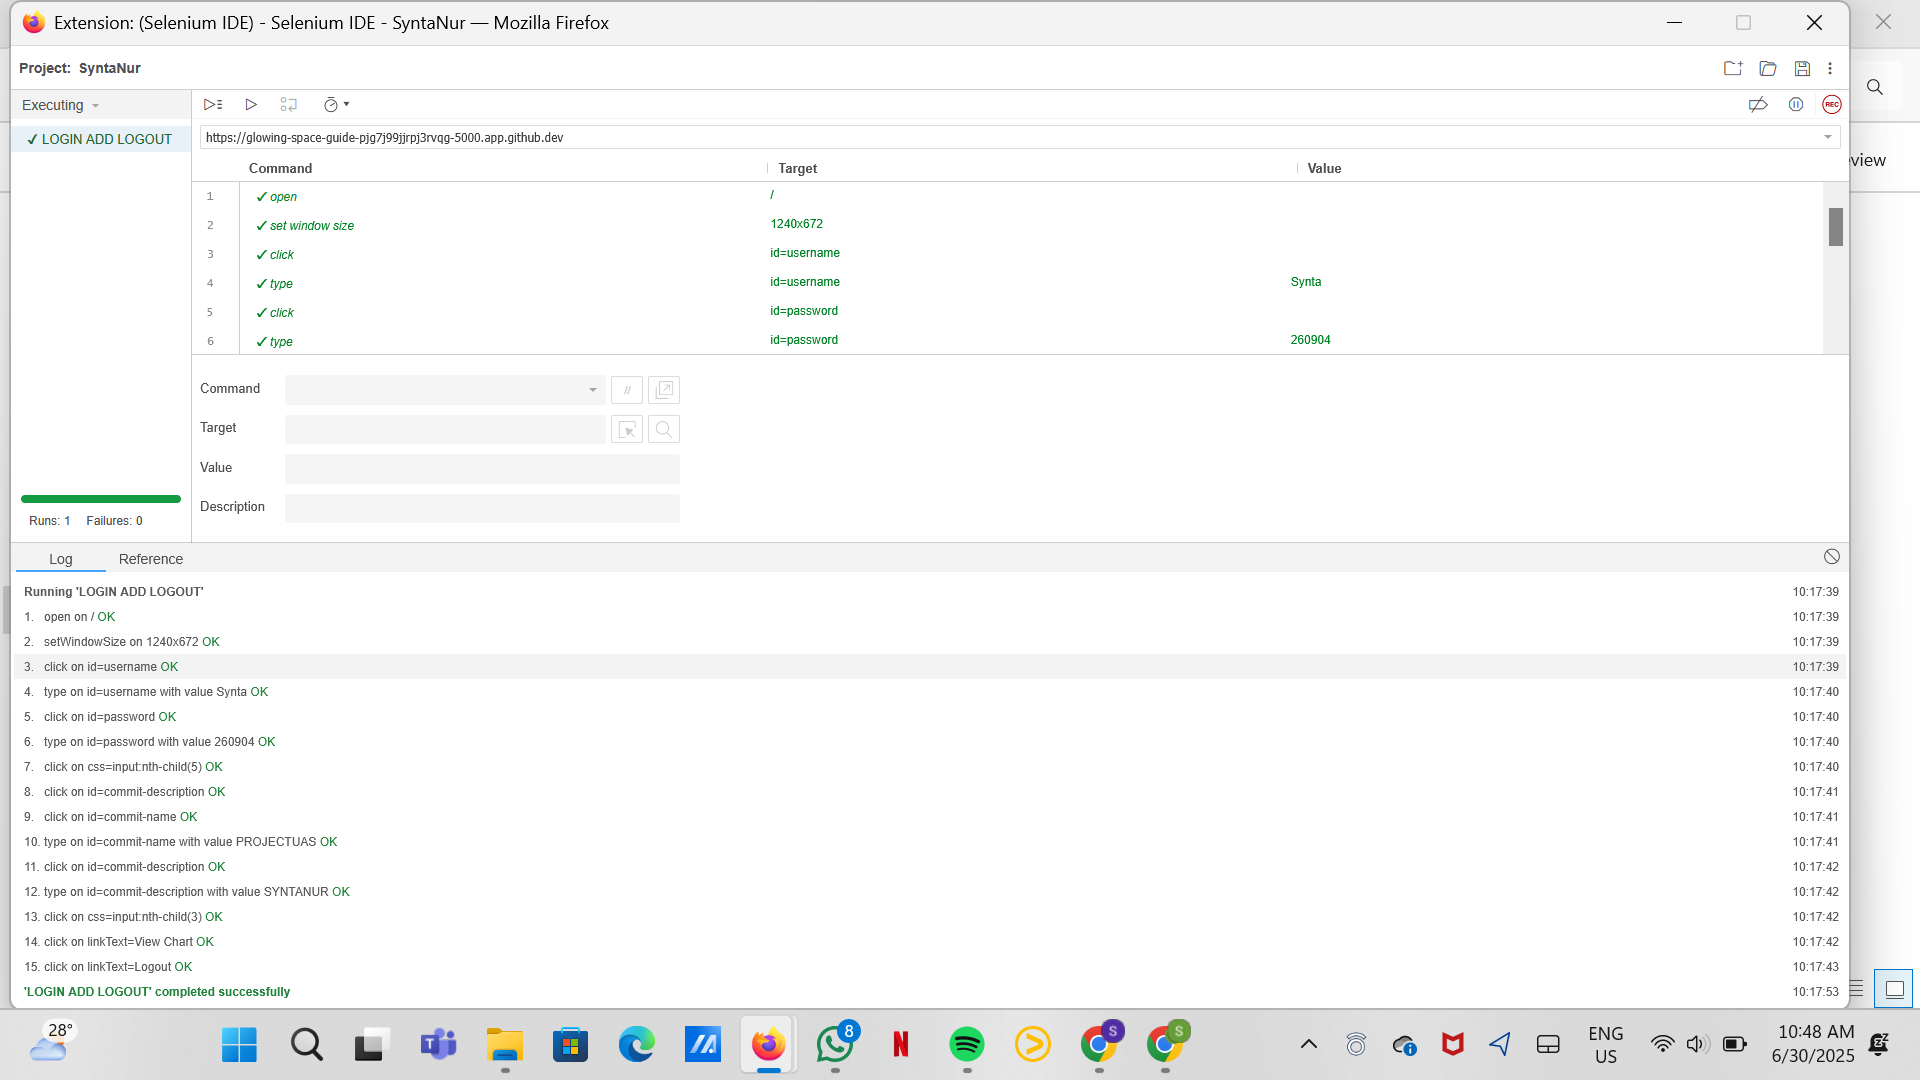 Extension: (Selenium IDE) - Selenium IDE - SyntaNur — Mozilla Firefox
Project: SyntaNur
Executing
✓ LOGIN ADD LOGOUT
REC
https://glowing-space-guide-pjg7j99jjrpj3rvqg-5000.app.github.dev
Command Target Value
1 ✓ open /
2 ✓ set window size 1240x672
3 ✓ click id=username
4 ✓ type id=username Synta
5 ✓ click id=password
6 ✓ type id=password 260904
Command //
Target
Value
Description
Runs: 1 Failures: 0
Log Reference
Running 'LOGIN ADD LOGOUT' 10:17:39
1. open on / OK 10:17:39
2. setWindowSize on 1240x672 OK 10:17:39
3. click on id=username OK 10:17:39
4. type on id=username with value Synta OK 10:17:40
5. click on id=password OK 10:17:40
6. type on id=password with value 260904 OK 10:17:40
7. click on css=input:nth-child(5) OK 10:17:40
8. click on id=commit-description OK 10:17:41
9. click on id=commit-name OK 10:17:41
10. type on id=commit-name with value PROJECTUAS OK 10:17:41
11. click on id=commit-description OK 10:17:42
12. type on id=commit-description with value SYNTANUR OK 10:17:42
13. click on css=input:nth-child(3) OK 10:17:42
14. click on linkText=View Chart OK 10:17:42
15. click on linkText=Logout OK 10:17:43
'LOGIN ADD LOGOUT' completed successfully 10:17:53
view
28°
8
N
S
S
ENG
US
10:48 AM
6/30/2025